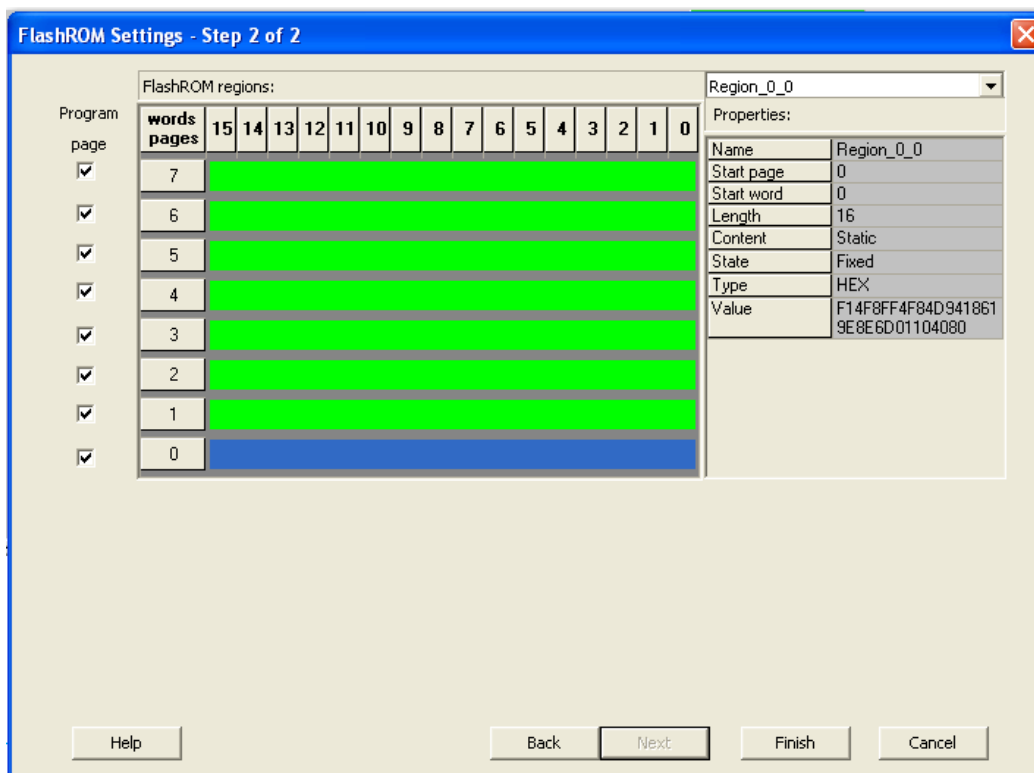 FlashROM Settings - Step 2 of 2
FlashROM regions:
Region_0_0
Program
page
words
pages
15 14 13 12 11 10 9 8 7 6 5 4 3 2 1 0
7
6
5
4
3
2
1
0
Properties:
Name Region_0_0
Start page 0
Start word 0
Length 16
Content Static
State Fixed
Type HEX
Value F14F8FF4F84D941861
9E8E6D01104080
Help Back Next Finish Cancel